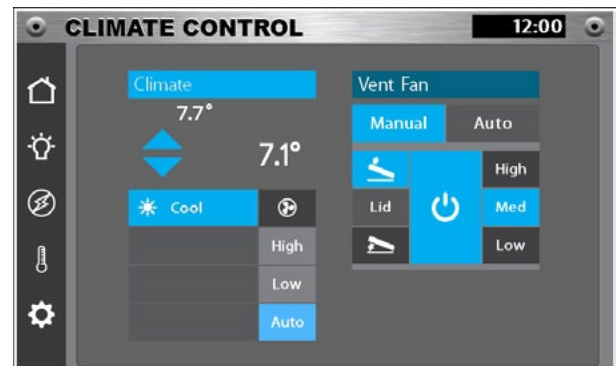 CLIMATE CONTROL
12:00
Climate
7.7°
7.1°
Cool
High
Low
Auto
Vent Fan
Manual
Auto
High
Lid
Med
Low